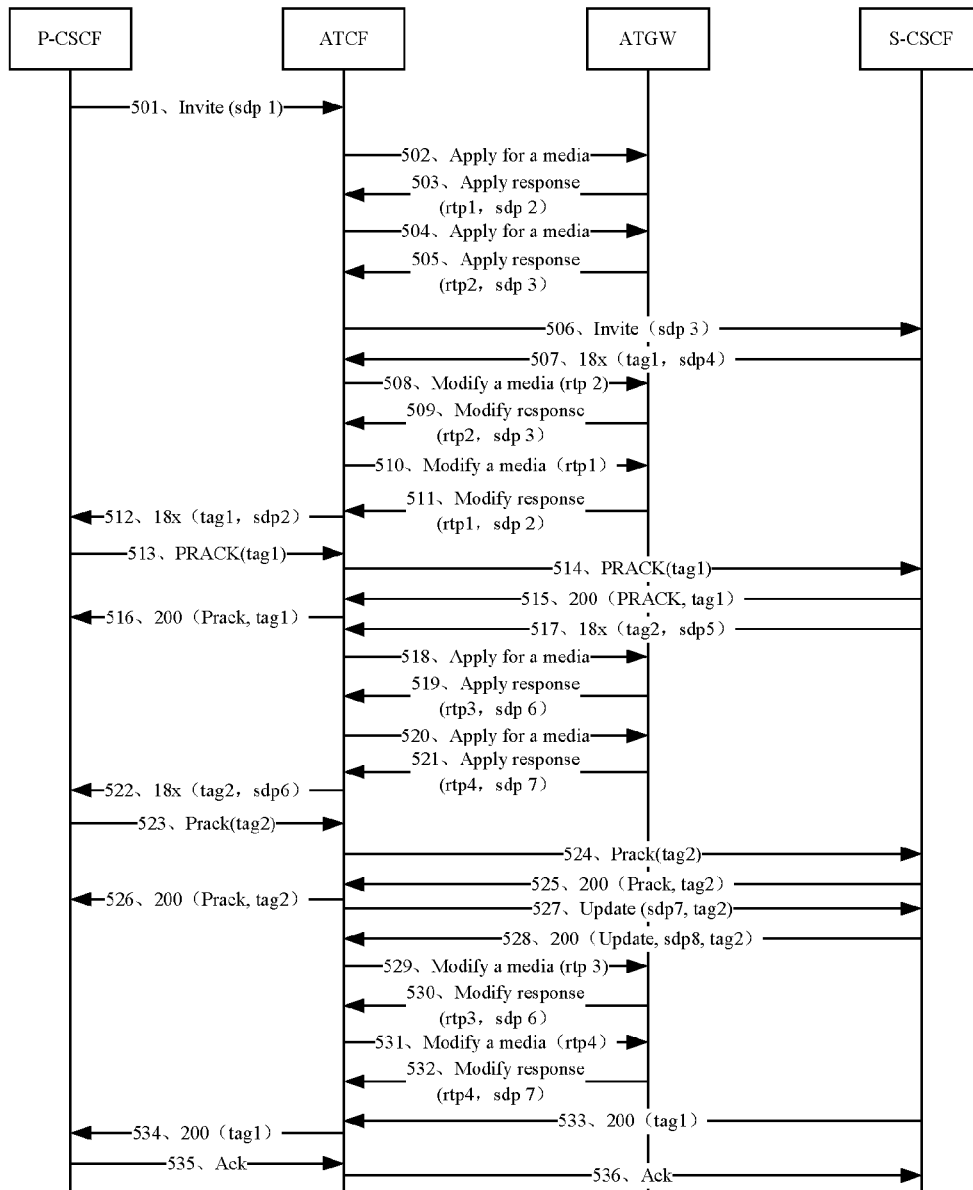 P-CSCF
ATCF
ATGW
S-CSCF
501、Invite (sdp 1)
502、Apply for a media
503、Apply response
(rtp1，sdp 2）
504、Apply for a media
505、Apply response
(rtp2，sdp 3）
506、Invite（sdp 3）
507、18x（tag1，sdp4）
508、Modify a media (rtp 2)
509、Modify response
(rtp2，sdp 3）
510、Modify a media（rtp1）
511、Modify response
(rtp1，sdp 2）
512、18x（tag1，sdp2）
513、PRACK(tag1)
514、PRACK(tag1)
515、200（PRACK, tag1）
516、200（Prack, tag1）
517、18x（tag2，sdp5）
518、Apply for a media
519、Apply response
(rtp3，sdp 6）
520、Apply for a media
521、Apply response
(rtp4，sdp 7）
522、18x（tag2，sdp6）
523、Prack(tag2)
524、Prack(tag2)
525、200（Prack, tag2）
526、200（Prack, tag2）
527、Update (sdp7, tag2)
528、200（Update, sdp8, tag2）
529、Modify a media (rtp 3)
530、Modify response
(rtp3，sdp 6）
531、Modify a media（rtp4）
532、Modify response
(rtp4，sdp 7）
533、200（tag1）
534、200（tag1）
535、Ack
536、Ack